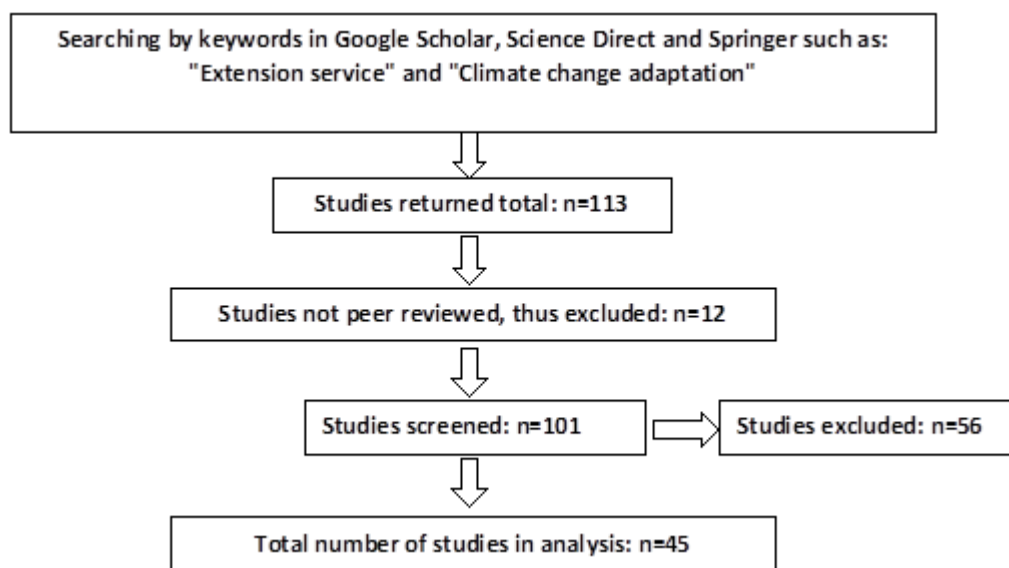 Searching by keywords in Google Scholar, Science Direct and Springer such as:
"Extension service" and "Climate change adaptation"
Studies returned total: n=113
Studies not peer reviewed, thus excluded: n=12
Studies screened: n=101
Studies excluded: n=56
Total number of studies in analysis: n=45